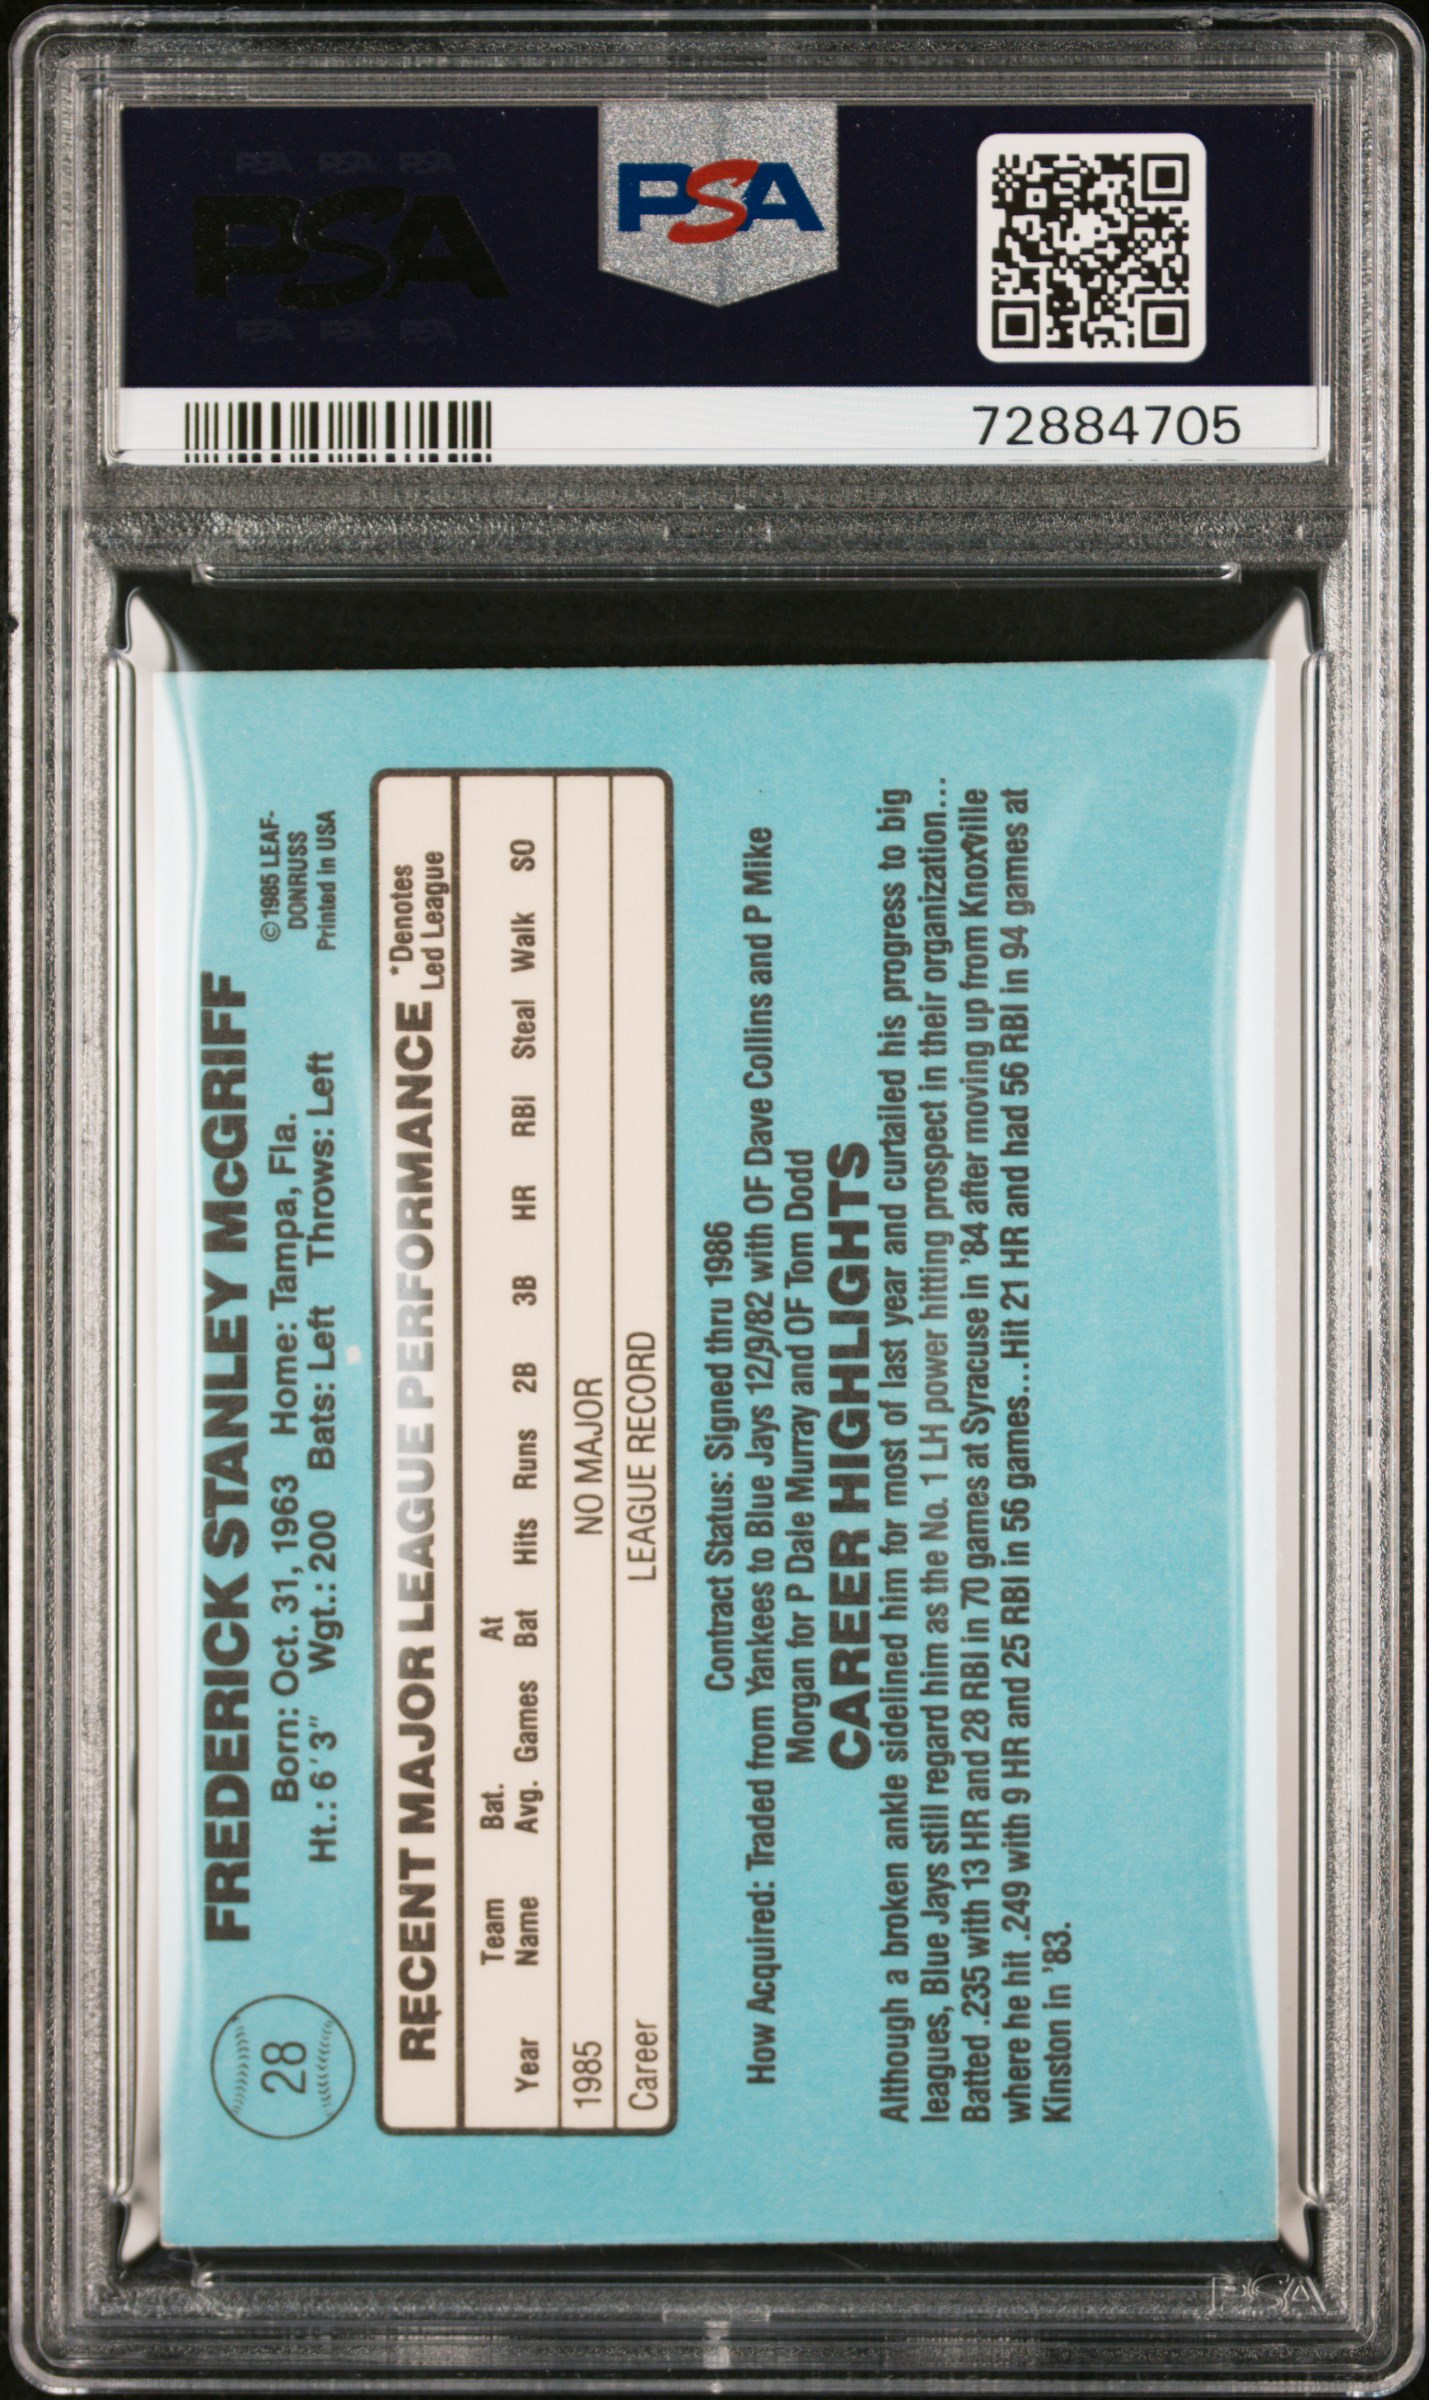 PSA PSA PSA
PSA
PSA PSA PSA
PSA
72884705
28
FREDERICK STANLEY McGRIFF
Born: Oct. 31, 1963 Home: Tampa, Fla.
Ht.: 6'3" Wgt.: 200 Bats: Left Throws: Left
©1985 LEAF-
DONRUSS
Printed in USA
RECENT MAJOR LEAGUE PERFORMANCE
*Denotes
Led League
Team Bat. At
Year Name Avg. Games Bat Hits Runs 2B 3B HR RBI Steal Walk SO
1985 NO MAJOR
Career LEAGUE RECORD
Contract Status: Signed thru 1986
How Acquired: Traded from Yankees to Blue Jays 12/9/82 with OF Dave Collins and P Mike
Morgan for P Dale Murray and OF Tom Dodd
CAREER HIGHLIGHTS
Although a broken ankle sidelined him for most of last year and curtailed his progress to big
leagues, Blue Jays still regard him as the No. 1 LH power hitting prospect in their organization...
Batted .235 with 13 HR and 28 RBI in 70 games at Syracuse in '84 after moving up from Knoxville
where he hit .249 with 9 HR and 25 RBI in 56 games...Hit 21 HR and had 56 RBI in 94 games at
Kinston in '83.
PSA